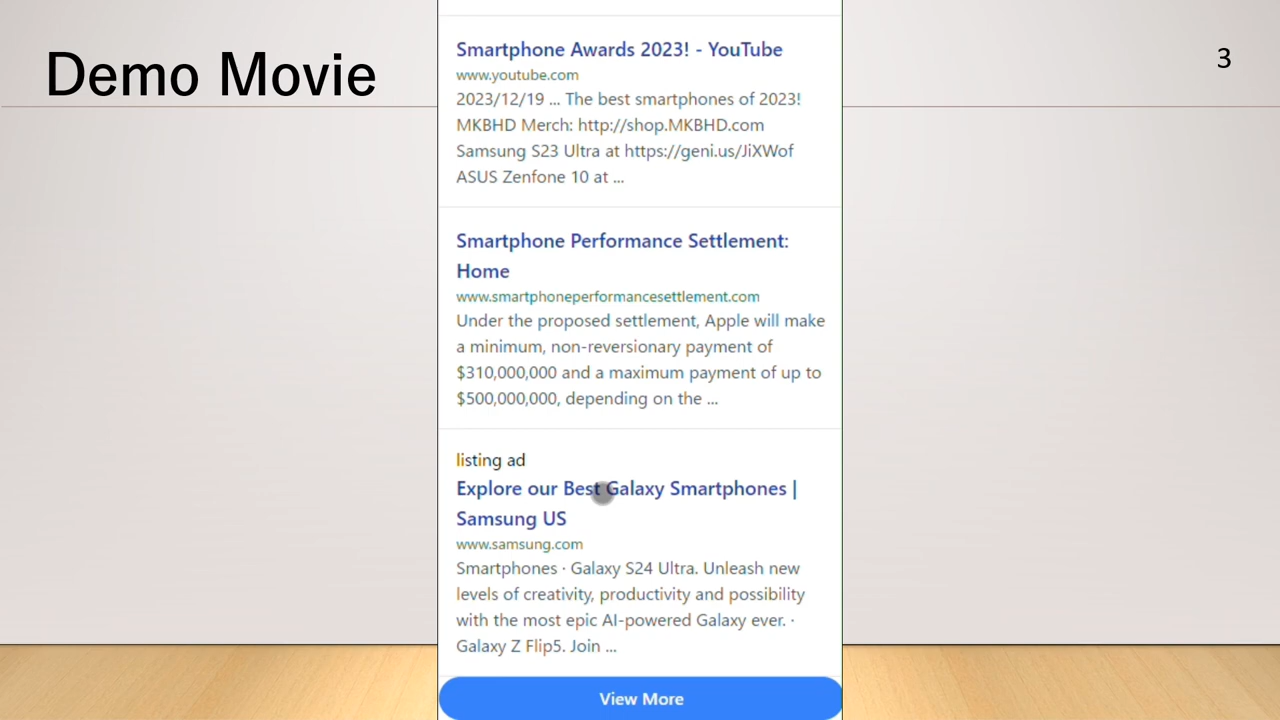 Demo Movie
3
Smartphone Awards 2023! - YouTube
www.youtube.com
2023/12/19 ... The best smartphones of 2023!
MKBHD Merch: http://shop.MKBHD.com
Samsung S23 Ultra at https://geni.us/JiXWof
ASUS Zenfone 10 at ...
Smartphone Performance Settlement:
Home
www.smartphoneperformancesettlement.com
Under the proposed settlement, Apple will make
a minimum, non-reversionary payment of
$310,000,000 and a maximum payment of up to
$500,000,000, depending on the ...
listing ad
Explore our Best Galaxy Smartphones |
Samsung US
www.samsung.com
Smartphones · Galaxy S24 Ultra. Unleash new
levels of creativity, productivity and possibility
with the most epic AI-powered Galaxy ever. ·
Galaxy Z Flip5. Join ...
View More